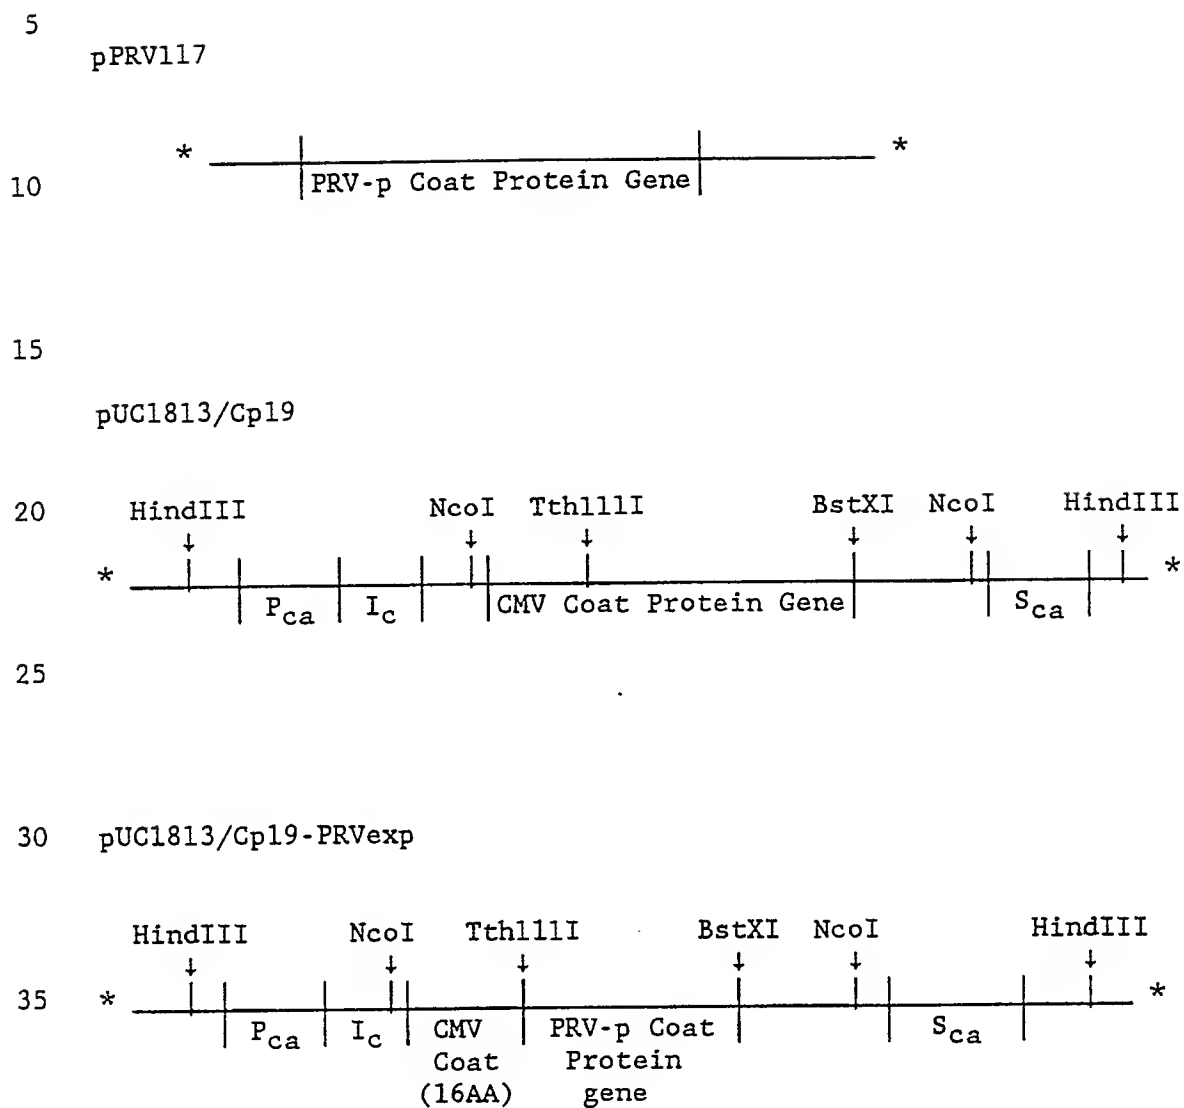 5
pPRV117
* *
10 PRV-p Coat Protein Gene
15
pUC1813/Cp19
20 HindIII NcoI Tth111I BstXI NcoI HindIII
* *
Pca Ic CMV Coat Protein Gene Sca
25
30 pUC1813/Cp19-PRVexp
HindIII NcoI Tth111I BstXI NcoI HindIII
35 * *
Pca Ic CMV PRV-p Coat Sca
Coat Protein
(16AA) gene